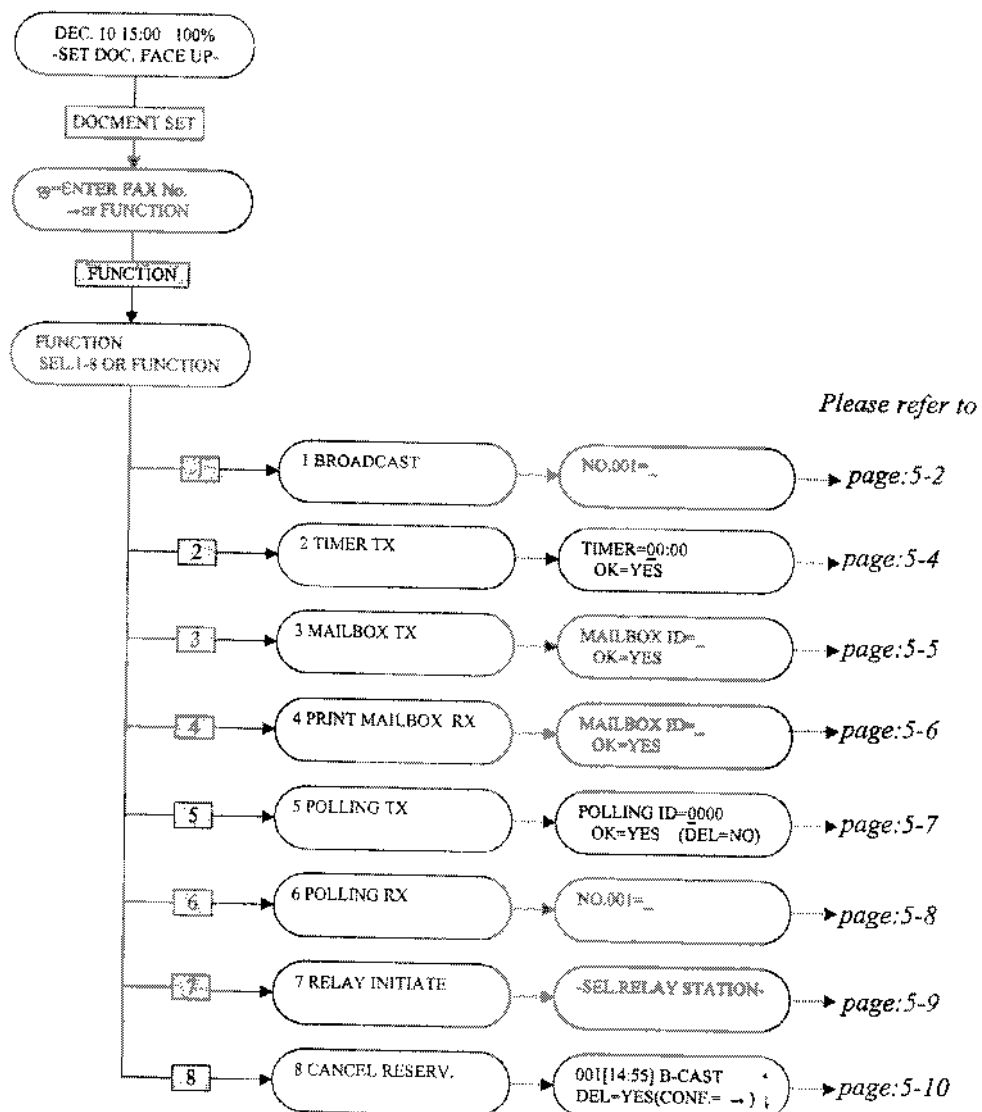 DEC. 10 15:00 100%
-SET DOC. FACE UP-
DOCMENT SET
☎=ENTER FAX No.
→or FUNCTION
FUNCTION
FUNCTION
SEL.1-8 OR FUNCTION
Please refer to
1
1 BROADCAST
NO.001=_
page:5-2
2
2 TIMER TX
TIMER=00:00
OK=YES
page:5-4
3
3 MAILBOX TX
MAILBOX ID=_
OK=YES
page:5-5
4
4 PRINT MAILBOX RX
MAILBOX ID=_
OK=YES
page:5-6
5
5 POLLING TX
POLLING ID=0000
OK=YES (DEL=NO)
page:5-7
6
6 POLLING RX
NO.001=_
page:5-8
7
7 RELAY INITIATE
-SEL.RELAY STATION-
page:5-9
8
8 CANCEL RESERV.
001[14:55] B-CAST
DEL=YES(CONF.= → )
page:5-10